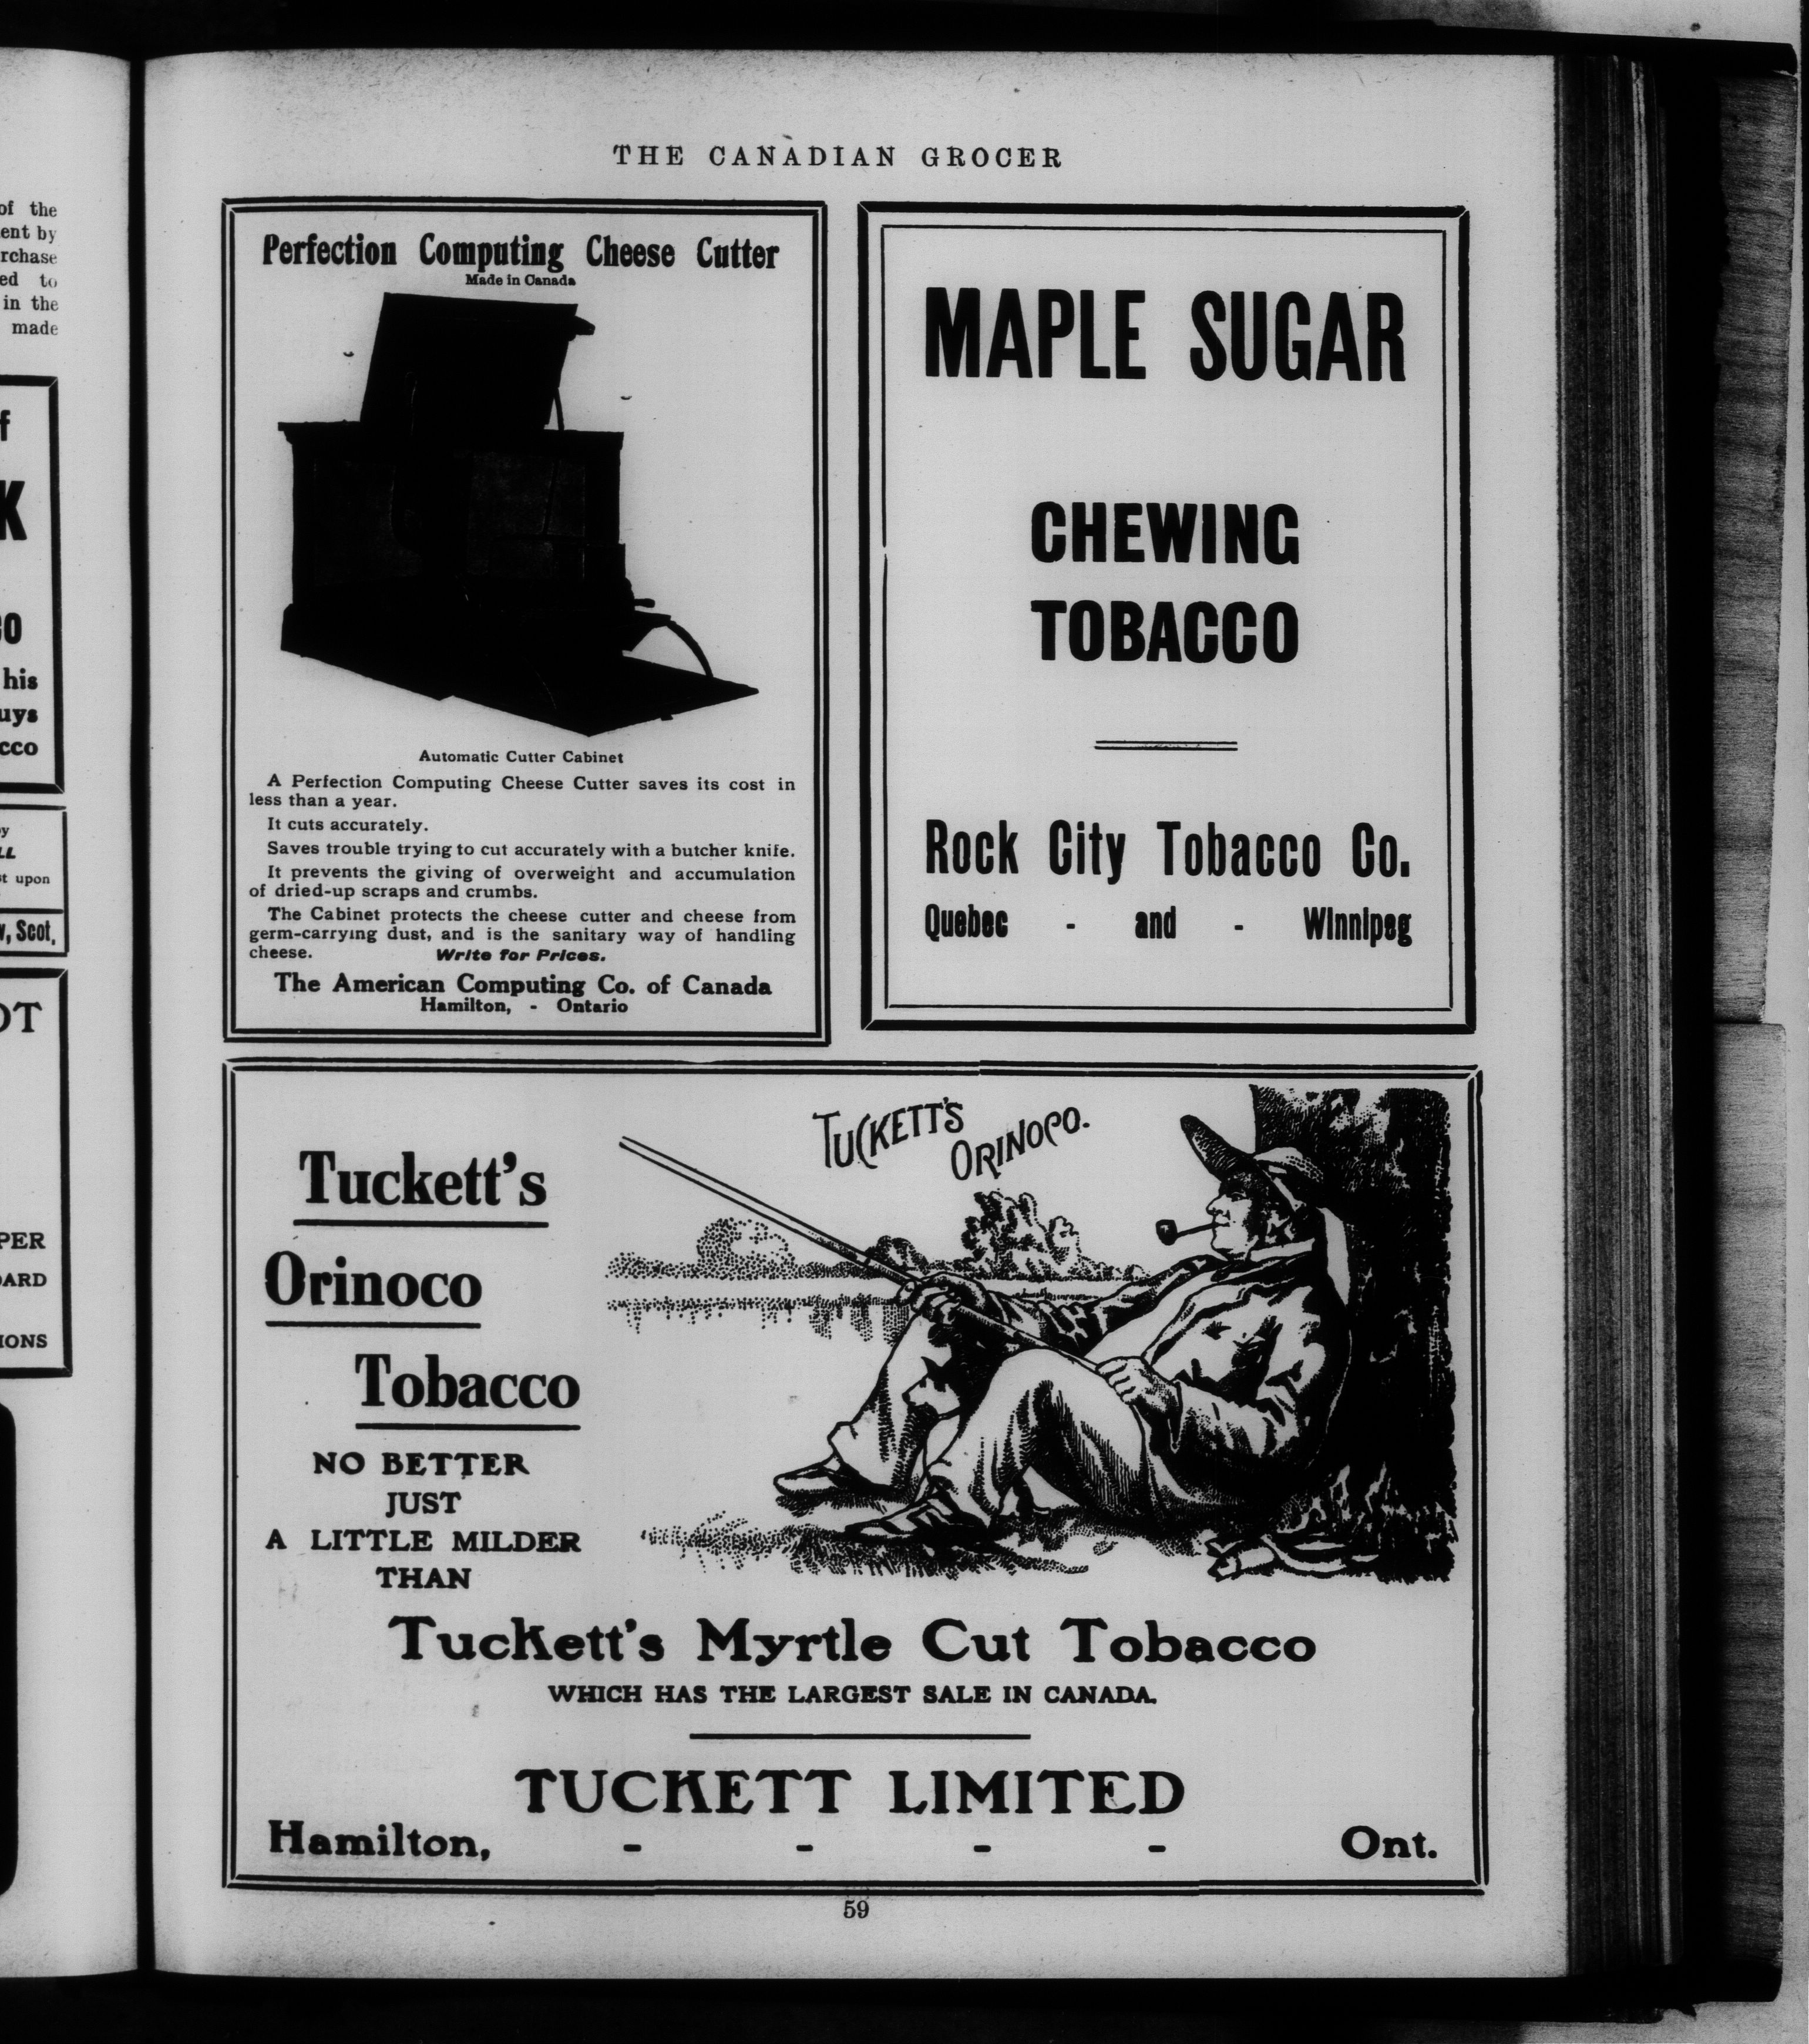 of the
ent by
rchase
ed to
in the
made
f
K
CO
his
uys
cco
by
LL
st upon
w, Scot,
OT
PER
OARD
IONS
THE CANADIAN GROCER
Perfection Computing Cheese Cutter
Made in Canada
Automatic Cutter Cabinet
A Perfection Computing Cheese Cutter saves its cost in
less than a year.
It cuts accurately.
Saves trouble trying to cut accurately with a butcher knife.
It prevents the giving of overweight and accumulation
of dried-up scraps and crumbs.
The Cabinet protects the cheese cutter and cheese from
germ-carrying dust, and is the sanitary way of handling
cheese. Write for Prices.
The American Computing Co. of Canada
Hamilton, - Ontario
MAPLE SUGAR
CHEWING
TOBACCO
Rock City Tobacco Co.
Quebec - and - Winnipeg
TUCKETT'S
ORINOCO.
Tuckett's
Orinoco
Tobacco
NO BETTER
JUST
A LITTLE MILDER
THAN
Tuckett's Myrtle Cut Tobacco
WHICH HAS THE LARGEST SALE IN CANADA.
TUCKETT LIMITED
Hamilton, - - - - Ont.
59